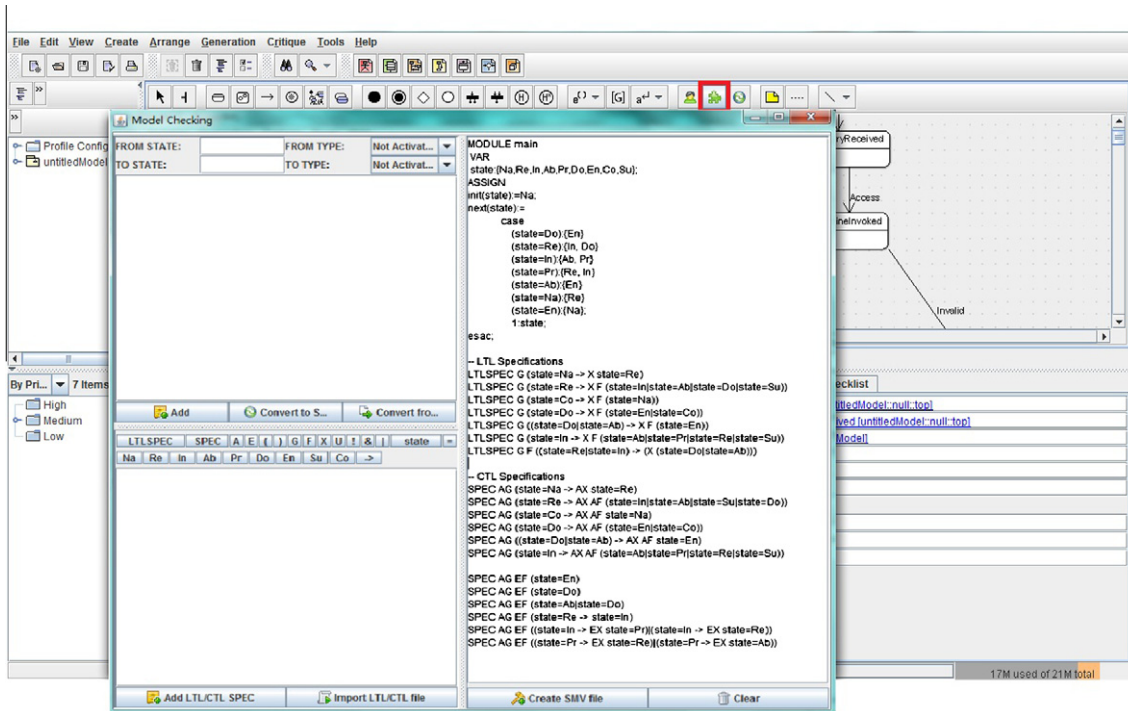 File Edit View Create Arrange Generation Critique Tools Help
Model Checking
Profile Config
untitledModel
By Pri... 7 Items
High
Medium
Low
FROM STATE: FROM TYPE: Not Activat...
TO STATE: TO TYPE: Not Activat...
Add Convert to S... Convert fro...
LTLSPEC SPEC A E ( ) G F X U ! & | state =
Na Re In Ab Pr Do En Su Co ->
Add LTL/CTL SPEC Import LTL/CTL file
MODULE main
VAR
state:{Na,Re,In,Ab,Pr,Do,En,Co,Su};
ASSIGN
init(state):=Na;
next(state):=
case
(state=Do):{En}
(state=Re):{In, Do}
(state=In):{Ab, Pr}
(state=Pr):{Re, In}
(state=Ab):{En}
(state=Na):{Re}
(state=En):{Na};
1:state;
esac;
-- LTL Specifications
LTLSPEC G (state=Na -> X state=Re)
LTLSPEC G (state=Re -> X F (state=In|state=Ab|state=Do|state=Su))
LTLSPEC G (state=Co -> X F (state=Na))
LTLSPEC G (state=Do -> X F (state=En|state=Co))
LTLSPEC G ((state=Do|state=Ab) -> X F (state=En))
LTLSPEC G (state=In -> X F (state=Ab|state=Pr|state=Re|state=Su))
LTLSPEC G F ((state=Re|state=In) -> (X (state=Do|state=Ab)))
-- CTL Specifications
SPEC AG (state=Na -> AX state=Re)
SPEC AG (state=Re -> AX AF (state=In|state=Ab|state=Su|state=Do))
SPEC AG (state=Co -> AX AF state=Na)
SPEC AG (state=Do -> AX AF (state=En|state=Co))
SPEC AG ((state=Do|state=Ab) -> AX AF state=En)
SPEC AG (state=In -> AX AF (state=Ab|state=Pr|state=Re|state=Su))
SPEC AG EF (state=En)
SPEC AG EF (state=Do)
SPEC AG EF (state=Ab|state=Do)
SPEC AG EF (state=Re -> state=In)
SPEC AG EF ((state=In -> EX state=Pr)|(state=In -> EX state=Re))
SPEC AG EF ((state=Pr -> EX state=Re)|(state=Pr -> EX state=Ab))
Create SMV file Clear
ryReceived
Access
ineInvoked
Invalid
ecklist
titledModel::null::top]
ived [untitledModel::null::top]
Model]
17M used of 21M total